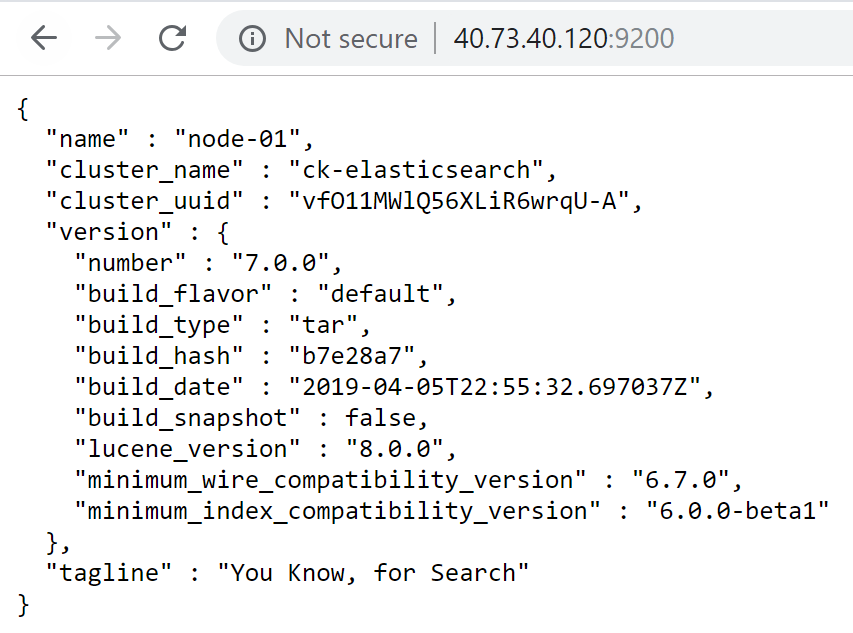 Not secure | 40.73.40.120:9200
{
  "name" : "node-01",
  "cluster_name" : "ck-elasticsearch",
  "cluster_uuid" : "vfO11MWlQ56XLiR6wrqU-A",
  "version" : {
    "number" : "7.0.0",
    "build_flavor" : "default",
    "build_type" : "tar",
    "build_hash" : "b7e28a7",
    "build_date" : "2019-04-05T22:55:32.697037Z",
    "build_snapshot" : false,
    "lucene_version" : "8.0.0",
    "minimum_wire_compatibility_version" : "6.7.0",
    "minimum_index_compatibility_version" : "6.0.0-beta1"
  },
  "tagline" : "You Know, for Search"
}